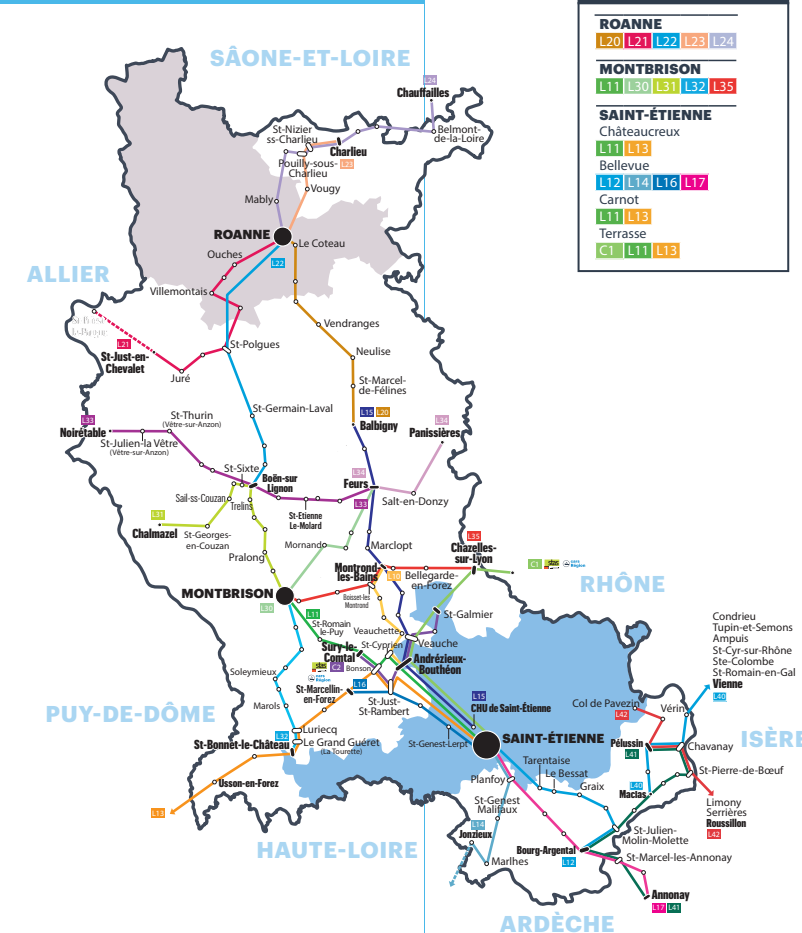 ROANNE
L20 L21 L22 L23 L24
MONTBRISON
L11 L30 L31 L32 L35
SAINT-ÉTIENNE
Châteaucreux
L11 L13
Bellevue
L12 L14 L16 L17
Carnot
L11 L13
Terrasse
C1 L11 L13
SÂONE-ET-LOIRE
L24
Chauffailles
St-Nizier
ss-Charlieu
Belmont-
de-la-Loire
Charlieu
Pouilly-sous-
Charlieu
L23
Vougy
Mably
ROANNE
Le Coteau
Ouches
L22
ALLIER
Villemontais
Vendranges
L21
St-Just-en-
Chevalet
St-Polgues
Neulise
Juré
St-Marcel-
de-Félines
St-Germain-Laval
L15 L20
Balbigny
L33
Noirétable
St-Thurin
(Vêtre-sur-Anzon)
St-Julien-la Vêtre
(Vêtre-sur-Anzon)
L34
Panissières
St-Sixte
Boën-sur
Lignon
L34
Feurs
L33
Sail-ss-Couzan
Trelins
Salt-en-Donzy
St-Etienne
Le-Molard
L31
Chalmazel
St-Georges-
en-Couzan
Mornand
Marclopt
L35
Chazelles-
sur-Lyon
C1
stas
cars
Région
Pralong
Montrond-
les-Bains
L10
Bellegarde-
en-Forez
RHÔNE
MONTBRISON
L30
Boisset-les
Montrond
L11
St-Romain
le-Puy
St-Galmier
Veauchette
Veauche
Sury-le-
Comtal
St-Cyprien
stas
C2
Bonson
Andrézieux-
Bouthéon
cars
Région
Soleymieux
St-Marcellin-
en-Forez
L16
St-Just-
St-Rambert
L15
CHU de Saint-Étienne
Marols
PUY-DE-DÔME
L32
Luriecq
St-Bonnet-le-Château
Le Grand Guéret
(La Tourette)
St-Genest-Lerpt
SAINT-ÉTIENNE
Usson-en-Forez
L13
Planfoy
Tarentaise
Le Bessat
Graix
St-Genest
Malifaux
L14
Jonzieux
Marlhes
HAUTE-LOIRE
Condrieu
Tupin-et-Semons
Ampuis
St-Cyr-sur-Rhône
Ste-Colombe
St-Romain-en-Gal
Vienne
L40
Col de Pavezin
L42
Vérin
Pélussin
L41
Chavanay
ISÈRE
St-Pierre-de-Bœuf
L40
Maclas
Limony
Serrières
Roussillon
L42
St-Julien-
Molin-Molette
Bourg-Argental
L12
St-Marcel-les-Annonay
Annonay
L17 L41
ARDÈCHE